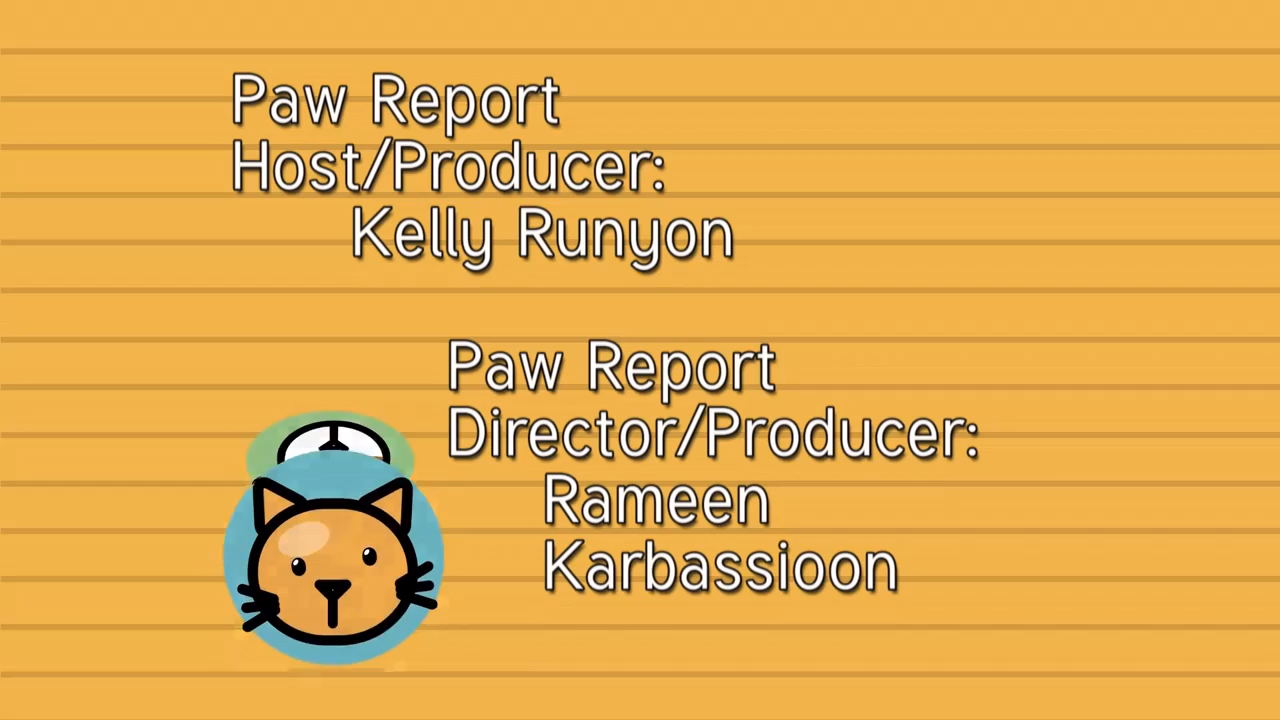 Paw Report
Host/Producer:
Kelly Runyon
Paw Report
Director/Producer:
Rameen
Karbassioon